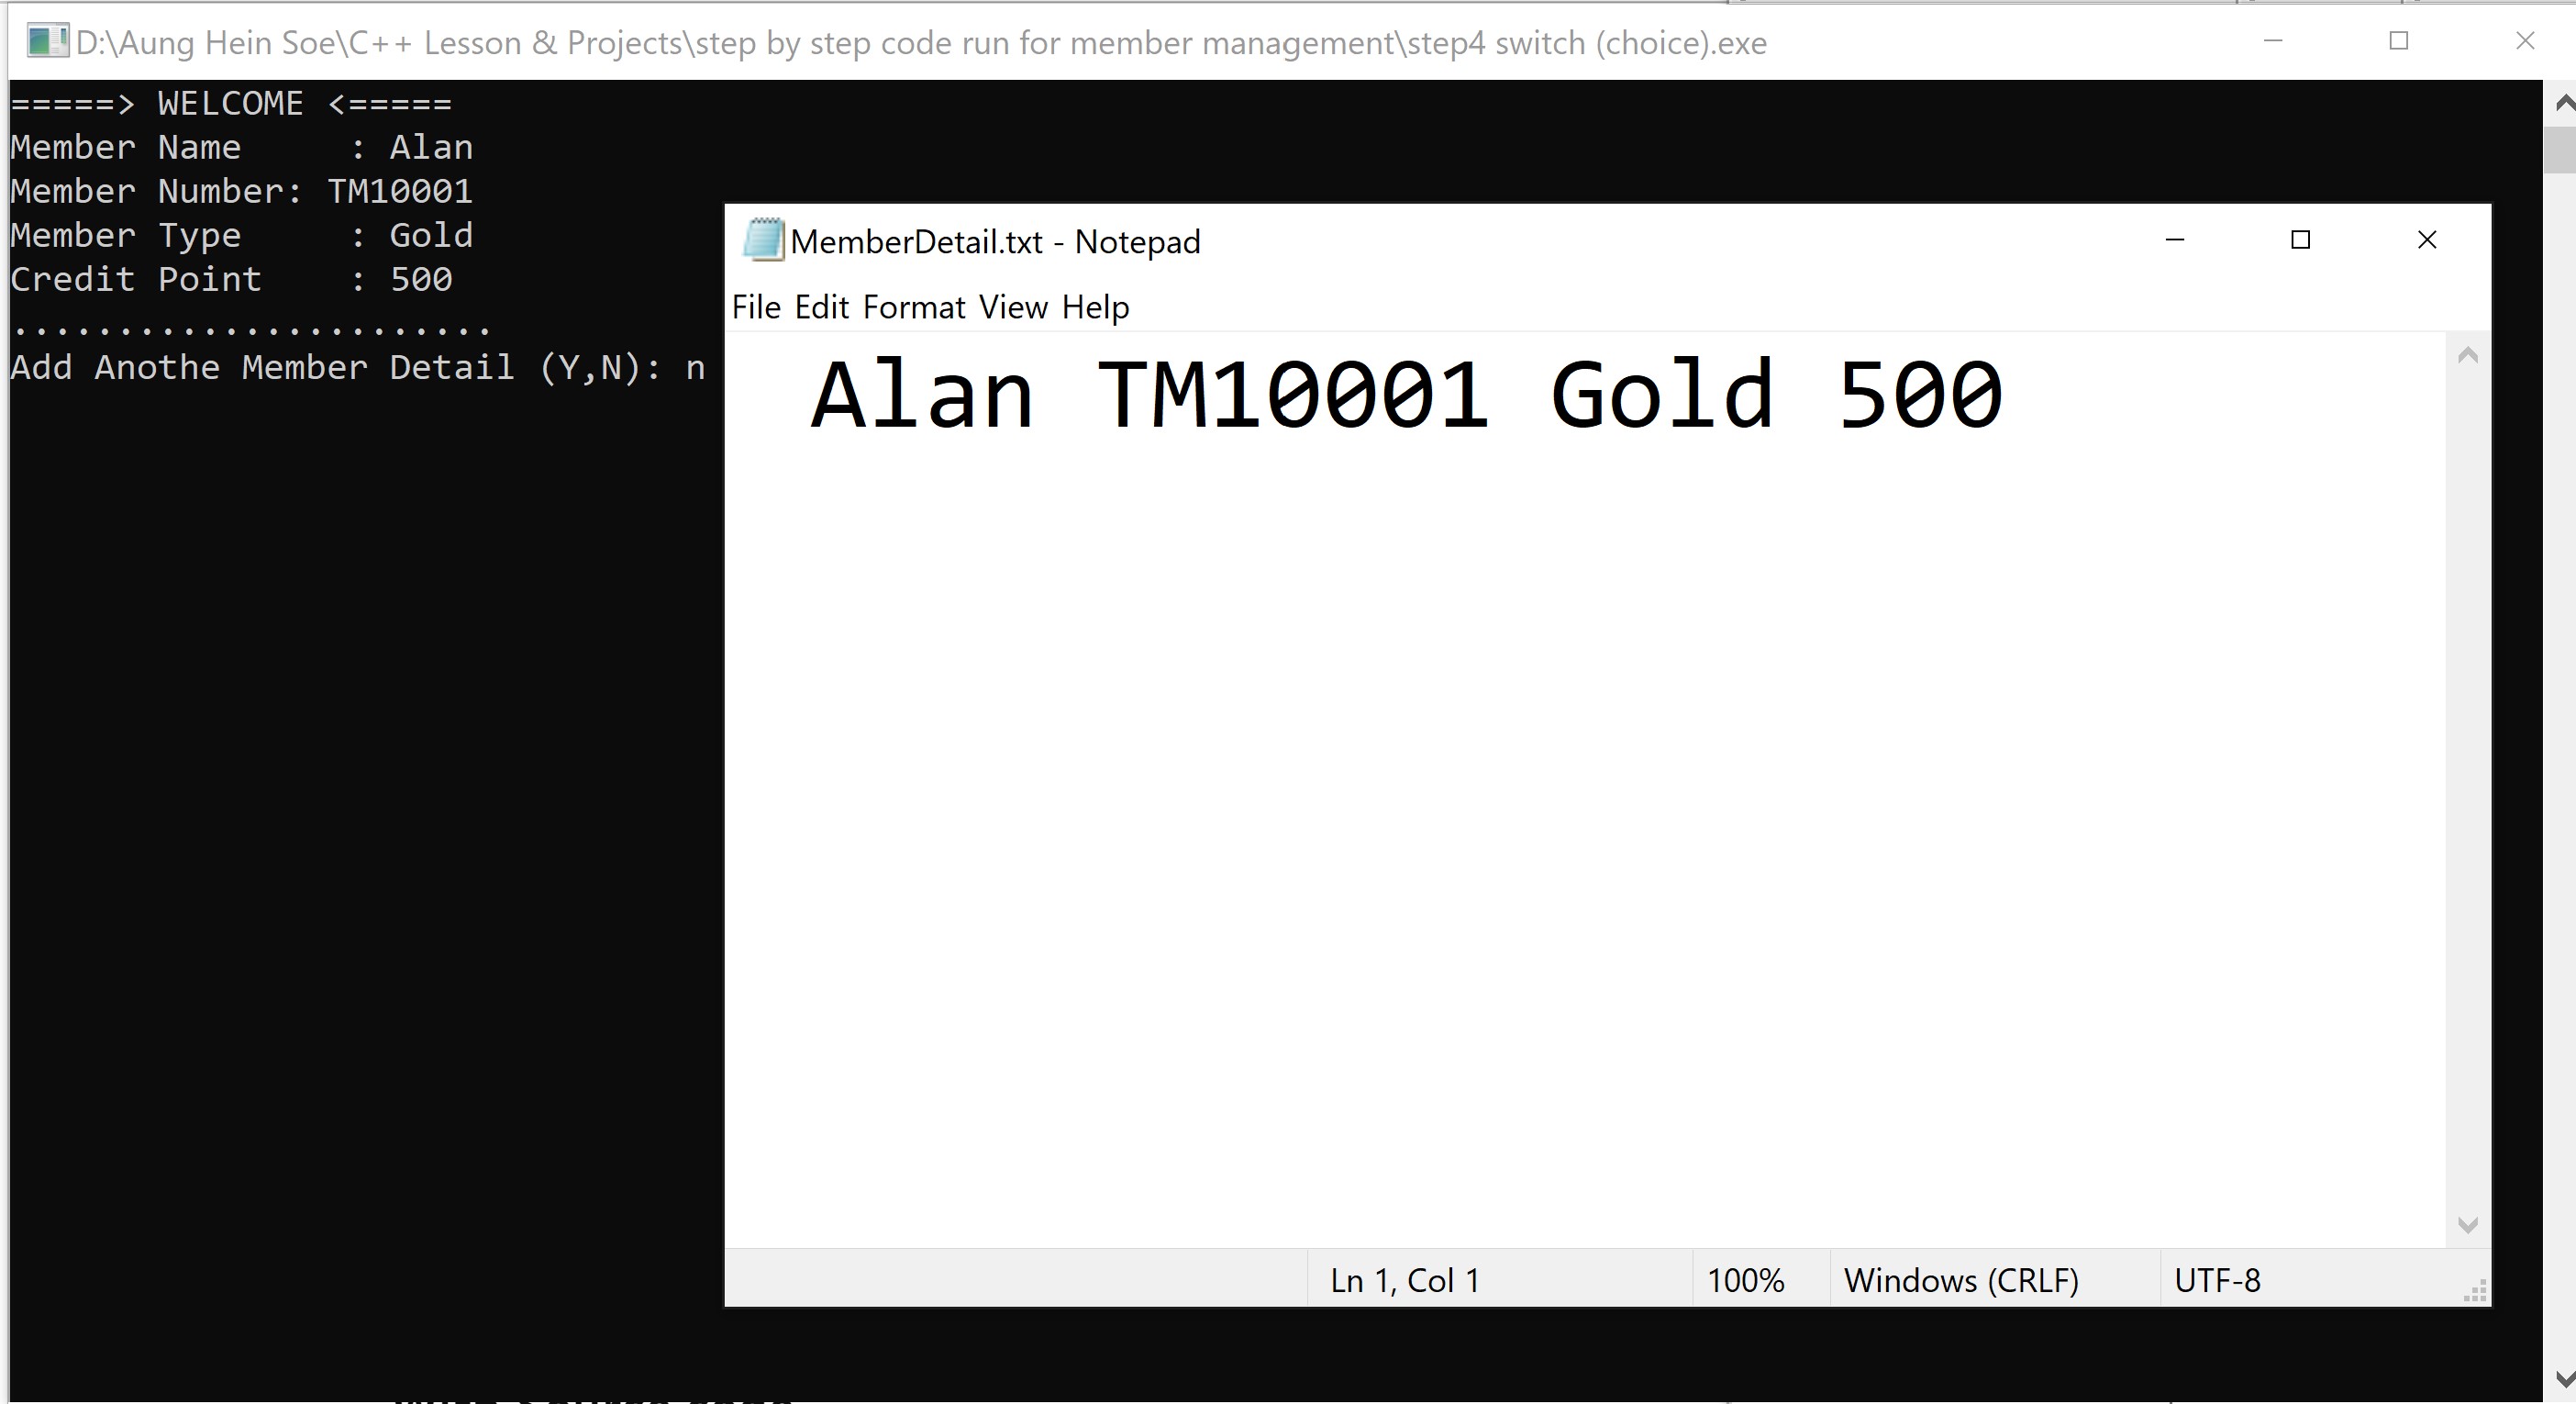 D:\Aung Hein Soe\C++ Lesson & Projects\step by step code run for member management\step4 switch (choice).exe
=====> WELCOME <=====
Member Name     : Alan
Member Number: TM10001
Member Type     : Gold
Credit Point    : 500
.......................
Add Anothe Member Detail (Y,N): n
MemberDetail.txt - Notepad
File Edit Format View Help
Alan TM10001 Gold 500
Ln 1, Col 1 100% Windows (CRLF) UTF-8